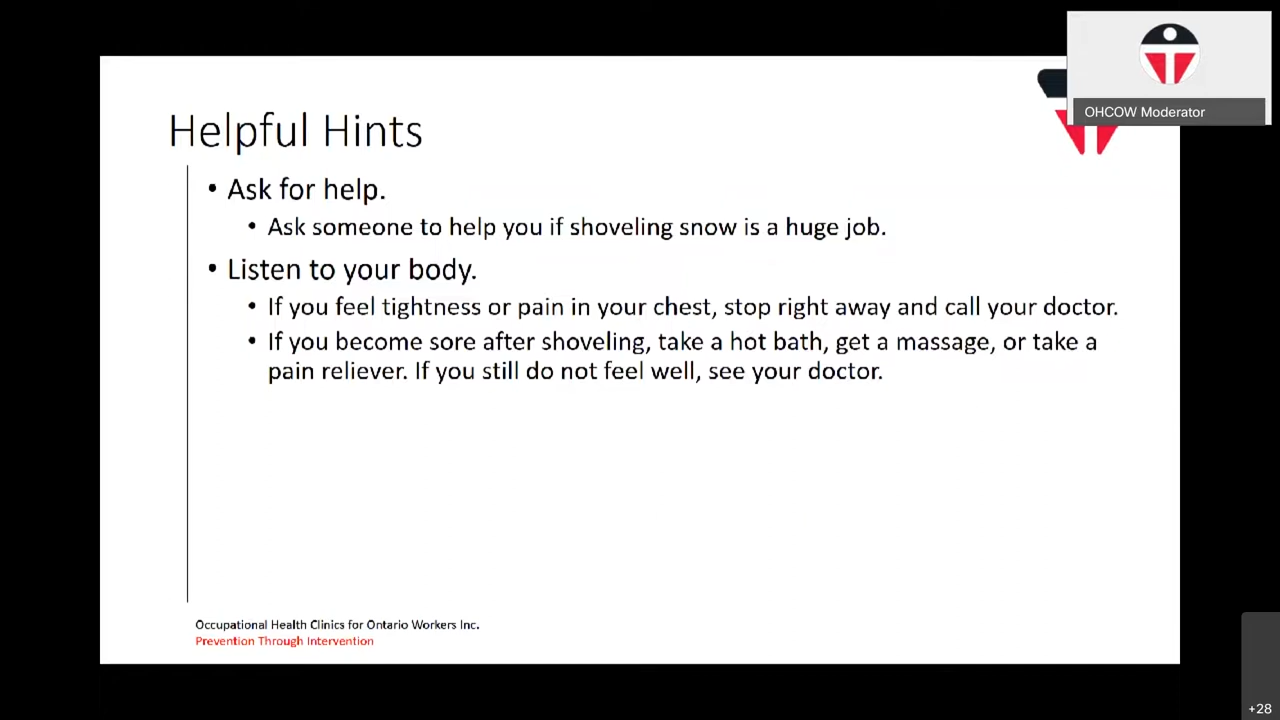 OHCOW Moderator
Helpful Hints
• Ask for help.
• Ask someone to help you if shoveling snow is a huge job.
• Listen to your body.
• If you feel tightness or pain in your chest, stop right away and call your doctor.
• If you become sore after shoveling, take a hot bath, get a massage, or take a
pain reliever. If you still do not feel well, see your doctor.
Occupational Health Clinics for Ontario Workers Inc.
Prevention Through Intervention
+28